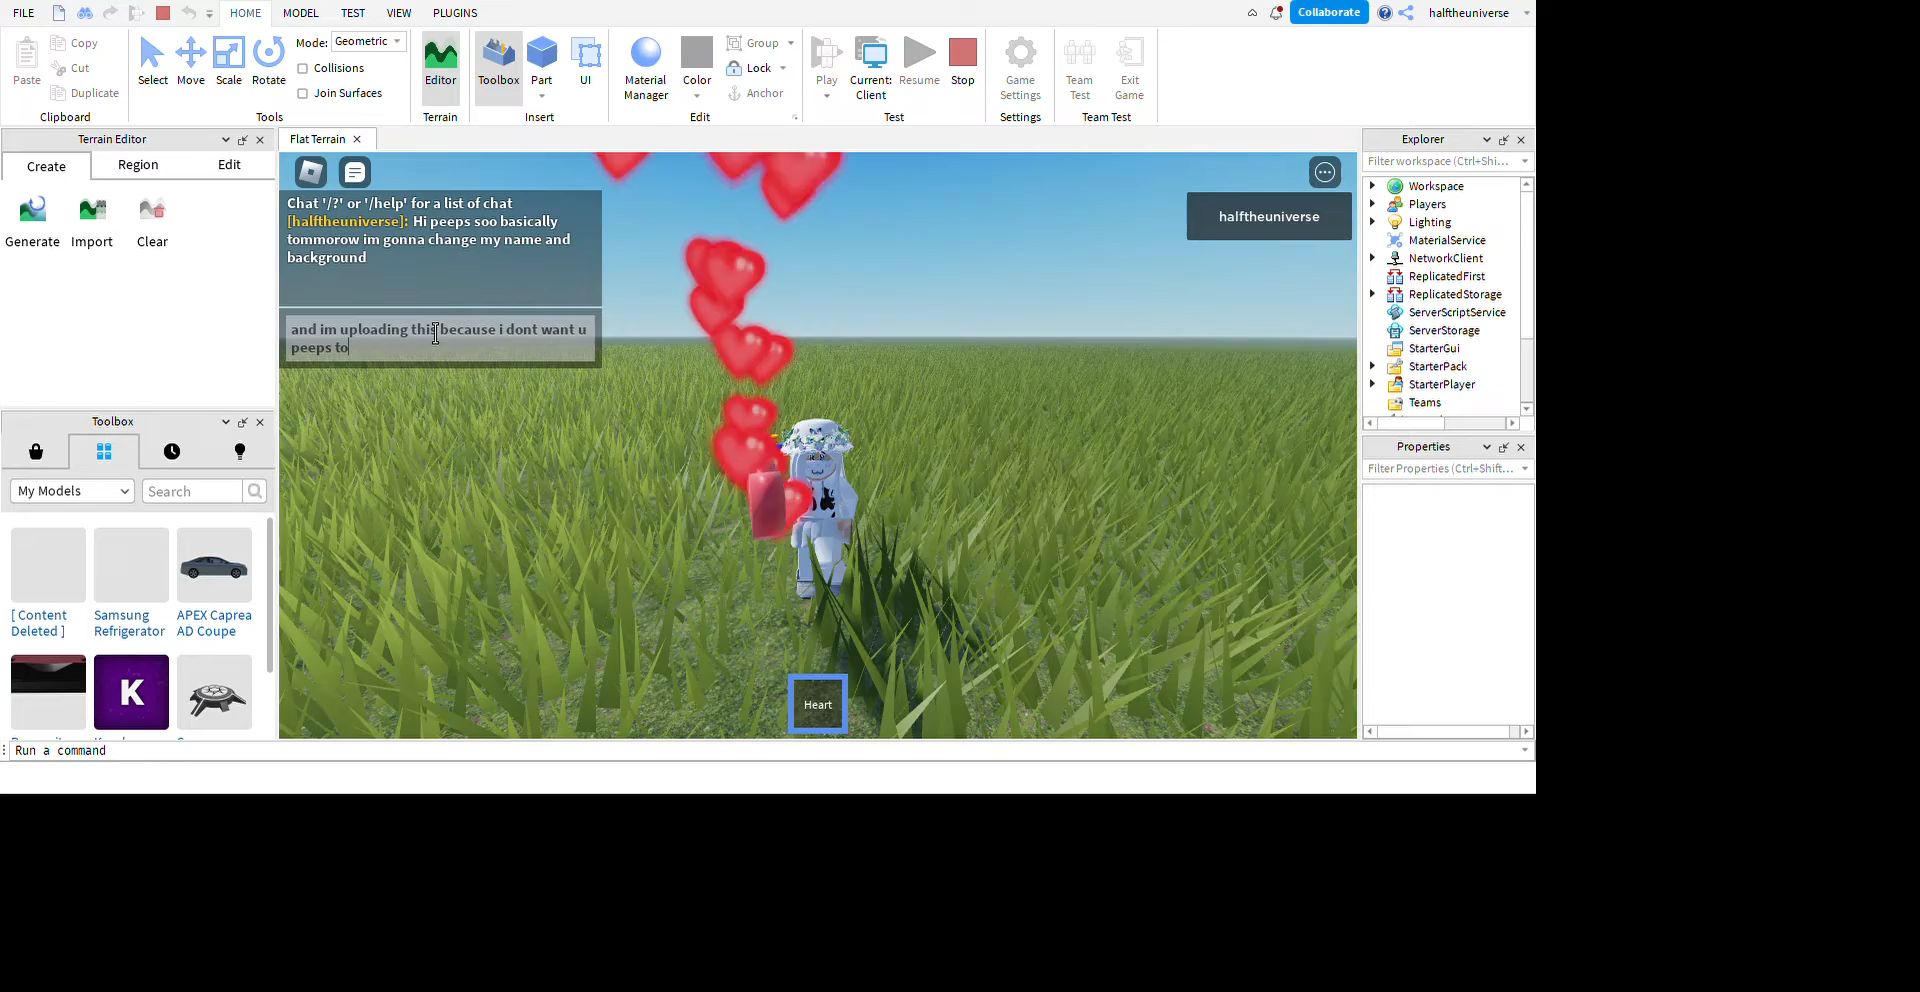 FILE HOME MODEL TEST VIEW PLUGINS Collaborate halftheuniverse
Paste Copy Cut Duplicate
Clipboard
Select Move Scale Rotate
Mode: Geometric
Collisions
Join Surfaces
Tools
Editor
Terrain
Toolbox Part UI
Insert
Material Manager Color Group Lock Anchor
Edit
Play Current: Client Resume Stop
Test
Game Settings
Settings
Team Test Exit Game
Team Test
Terrain Editor
Create Region Edit
Generate Import Clear
Toolbox
My Models Search
[ Content Deleted ]
Samsung Refrigerator
APEX Caprea AD Coupe
K
Flat Terrain
Chat '/?' or '/help' for a list of chat
[halftheuniverse]: Hi peeps soo basically
tommorow im gonna change my name and
background
and im uploading this because i dont want u
peeps to
halftheuniverse
Heart
Explorer
Filter workspace (Ctrl+Shi...
Workspace
Players
Lighting
MaterialService
NetworkClient
ReplicatedFirst
ReplicatedStorage
ServerScriptService
ServerStorage
StarterGui
StarterPack
StarterPlayer
Teams
Properties
Filter Properties (Ctrl+Shift...
Run a command